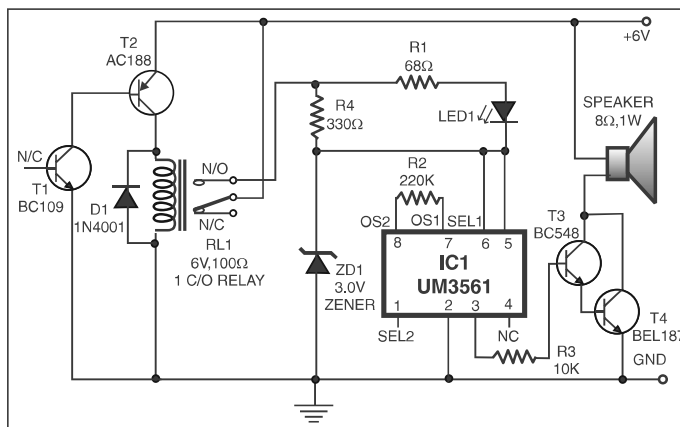 T2
AC188
+6V
R1
68Ω
R4
330Ω
LED1
SPEAKER
8Ω,1W
N/C
T1
BC109
D1
1N4001
N/O
N/C
RL1
6V,100Ω
1 C/O RELAY
R2
220K
OS2
OS1
SEL1
8
7
6
5
IC1
UM3561
1
2
3
4
SEL2
NC
ZD1
3.0V
ZENER
T3
BC548
T4
BEL187
R3
10K
GND